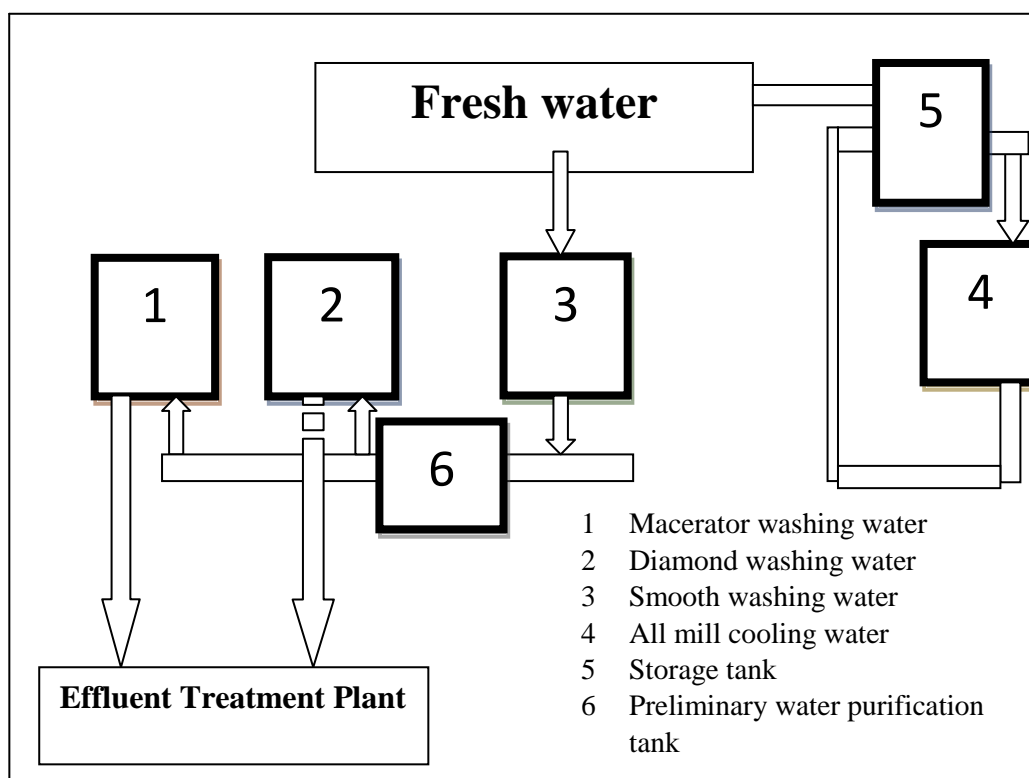 Fresh water
5
4
1
2
3
6
1 Macerator washing water
2 Diamond washing water
3 Smooth washing water
4 All mill cooling water
5 Storage tank
6 Preliminary water purification
tank
Effluent Treatment Plant